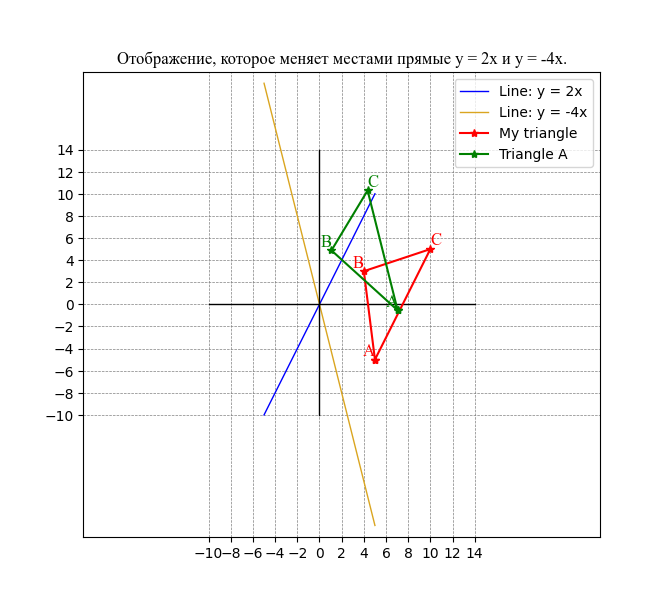 Отображение, которое меняет местами прямые y = 2x и y = -4x.
Line: y = 2x
Line: y = -4x
My triangle
Triangle A
14
12
10
8
6
4
2
0
−2
−4
−6
−8
−10
C
B
A
C
B
A
−10 −8 −6 −4 −2 0 2 4 6 8 10 12 14